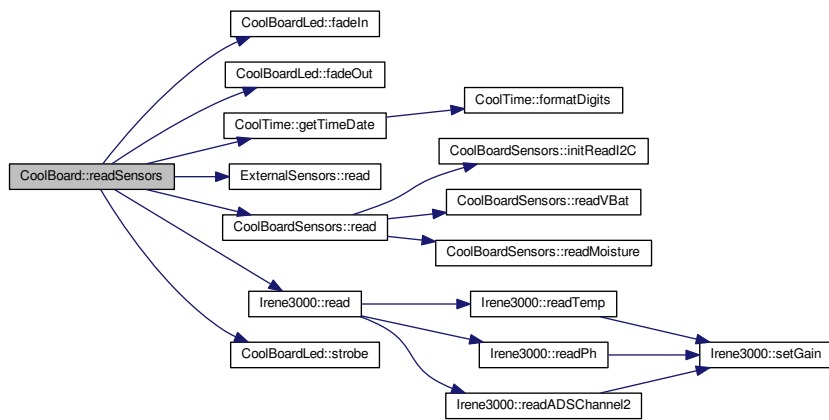 CoolBoardLed::fadeIn
CoolBoardLed::fadeOut
CoolTime::formatDigits
CoolTime::getTimeDate
CoolBoardSensors::initReadI2C
CoolBoard::readSensors
ExternalSensors::read
CoolBoardSensors::readVBat
CoolBoardSensors::read
CoolBoardSensors::readMoisture
Irene3000::read
Irene3000::readTemp
CoolBoardLed::strobe
Irene3000::readPh
Irene3000::setGain
Irene3000::readADSChannel2